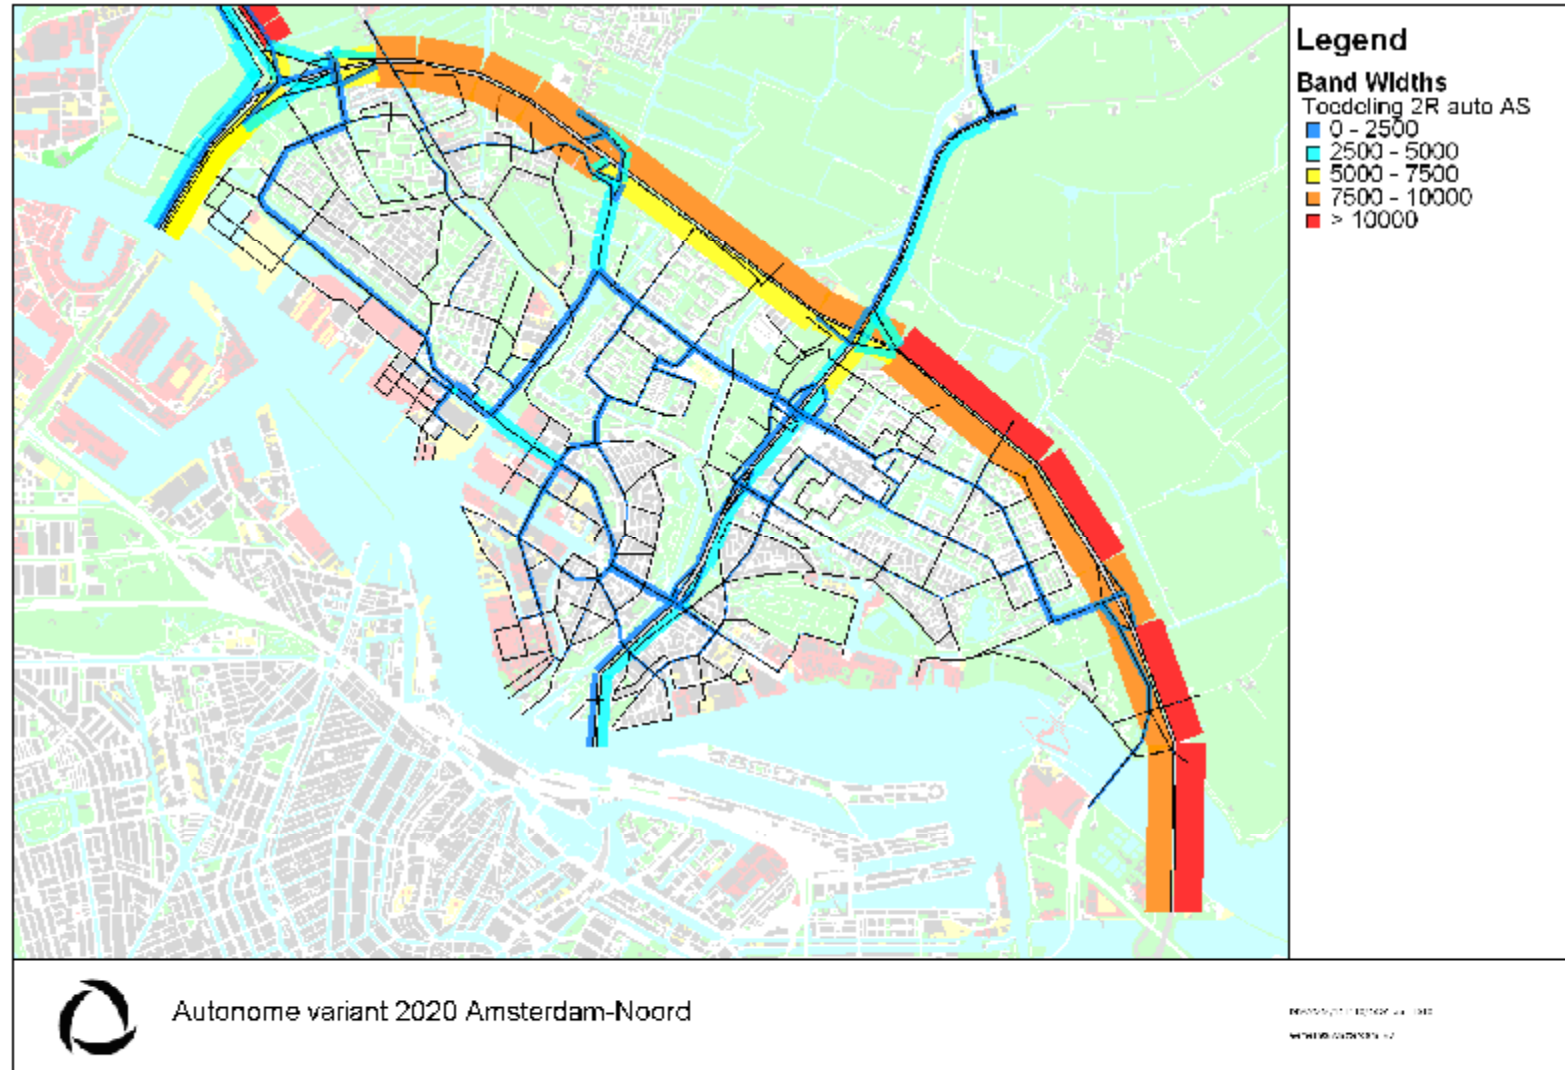 Legend
Band Widths
Toedeling 2R auto AS
0 - 2500
2500 - 5000
5000 - 7500
7500 - 10000
> 10000
Autonome variant 2020 Amsterdam-Noord